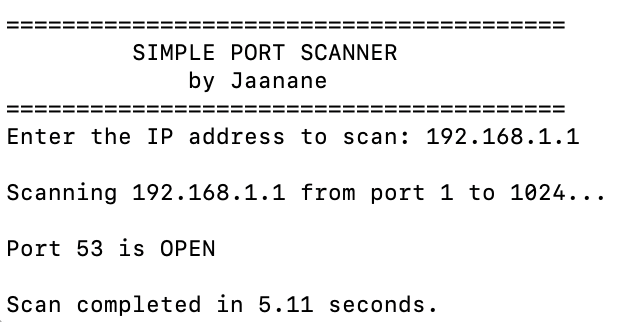 ========================================
SIMPLE PORT SCANNER
by Jaanane
========================================
Enter the IP address to scan: 192.168.1.1
Scanning 192.168.1.1 from port 1 to 1024...
Port 53 is OPEN
Scan completed in 5.11 seconds.